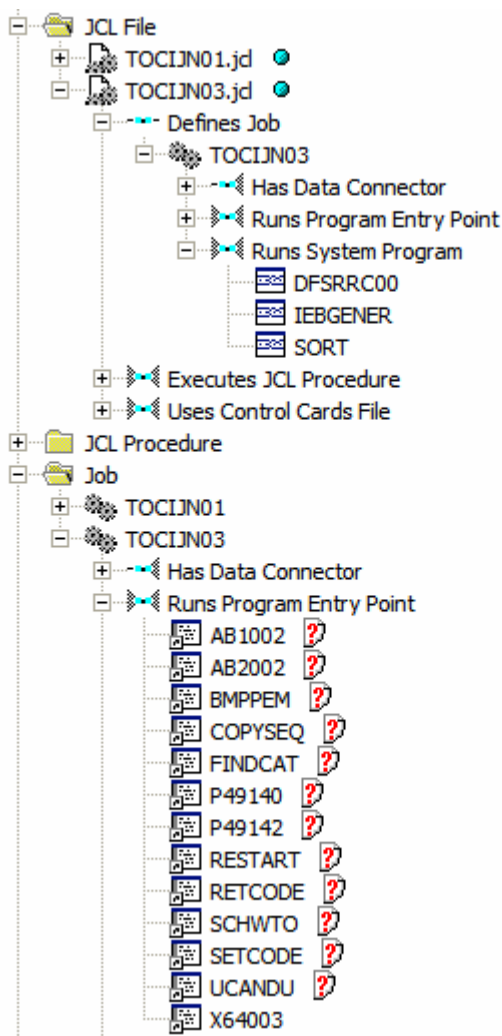 JCL File
TOCIJN01.jcl
TOCIJN03.jcl
Defines Job
TOCIJN03
Has Data Connector
Runs Program Entry Point
Runs System Program
DFSRRC00
IEBGENER
SORT
Executes JCL Procedure
Uses Control Cards File
JCL Procedure
Job
TOCIJN01
TOCIJN03
Has Data Connector
Runs Program Entry Point
AB1002 ?
AB2002 ?
BMPPEM ?
COPYSEQ ?
FINDCAT ?
P49140 ?
P49142 ?
RESTART ?
RETCODE ?
SCHWTO ?
SETCODE ?
UCANDU ?
X64003